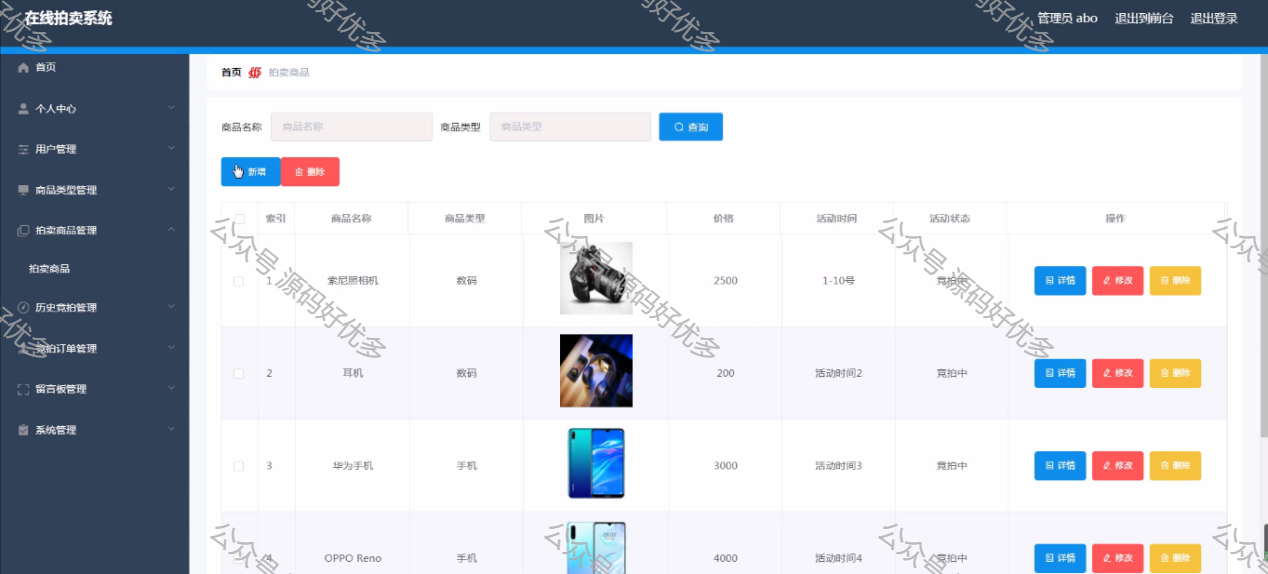 在线拍卖系统
管理员 abo 退出到前台 退出登录
首页
个人中心
用户管理
商品类型管理
拍卖商品管理
拍卖商品
历史竞拍管理
竞拍订单管理
留言板管理
系统管理
首页 拍卖商品
商品名称 商品名称 商品类型 商品类型 查询
新增 删除
索引 商品名称 商品类型 图片 价格 活动时间 活动状态 操作
1 索尼照相机 数码 2500 1-10号 竞拍中 详情 修改 删除
2 耳机 数码 200 活动时间2 竞拍中 详情 修改 删除
3 华为手机 手机 3000 活动时间3 竞拍中 详情 修改 删除
4 OPPO Reno 手机 4000 活动时间4 竞拍中 详情 修改 删除
公众号 源码好优多
公众号 源码好优多